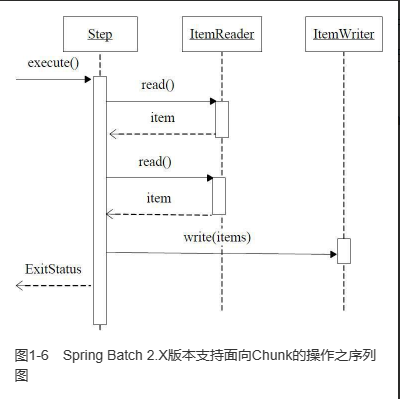 Step
ItemReader
ItemWriter
execute()
read()
item
read()
item
write(items)
ExitStatus
图1-6 Spring Batch 2.X版本支持面向Chunk的操作之序列
图